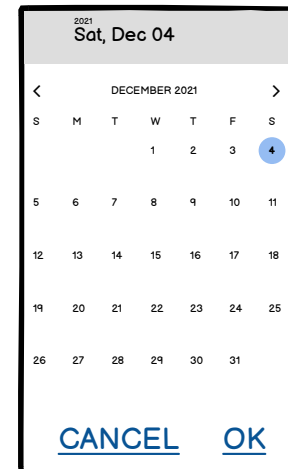 2021
Sat, Dec 04
DECEMBER 2021
S M T W T F S
1 2 3 4
5 6 7 8 9 10 11
12 13 14 15 16 17 18
19 20 21 22 23 24 25
26 27 28 29 30 31
CANCEL OK